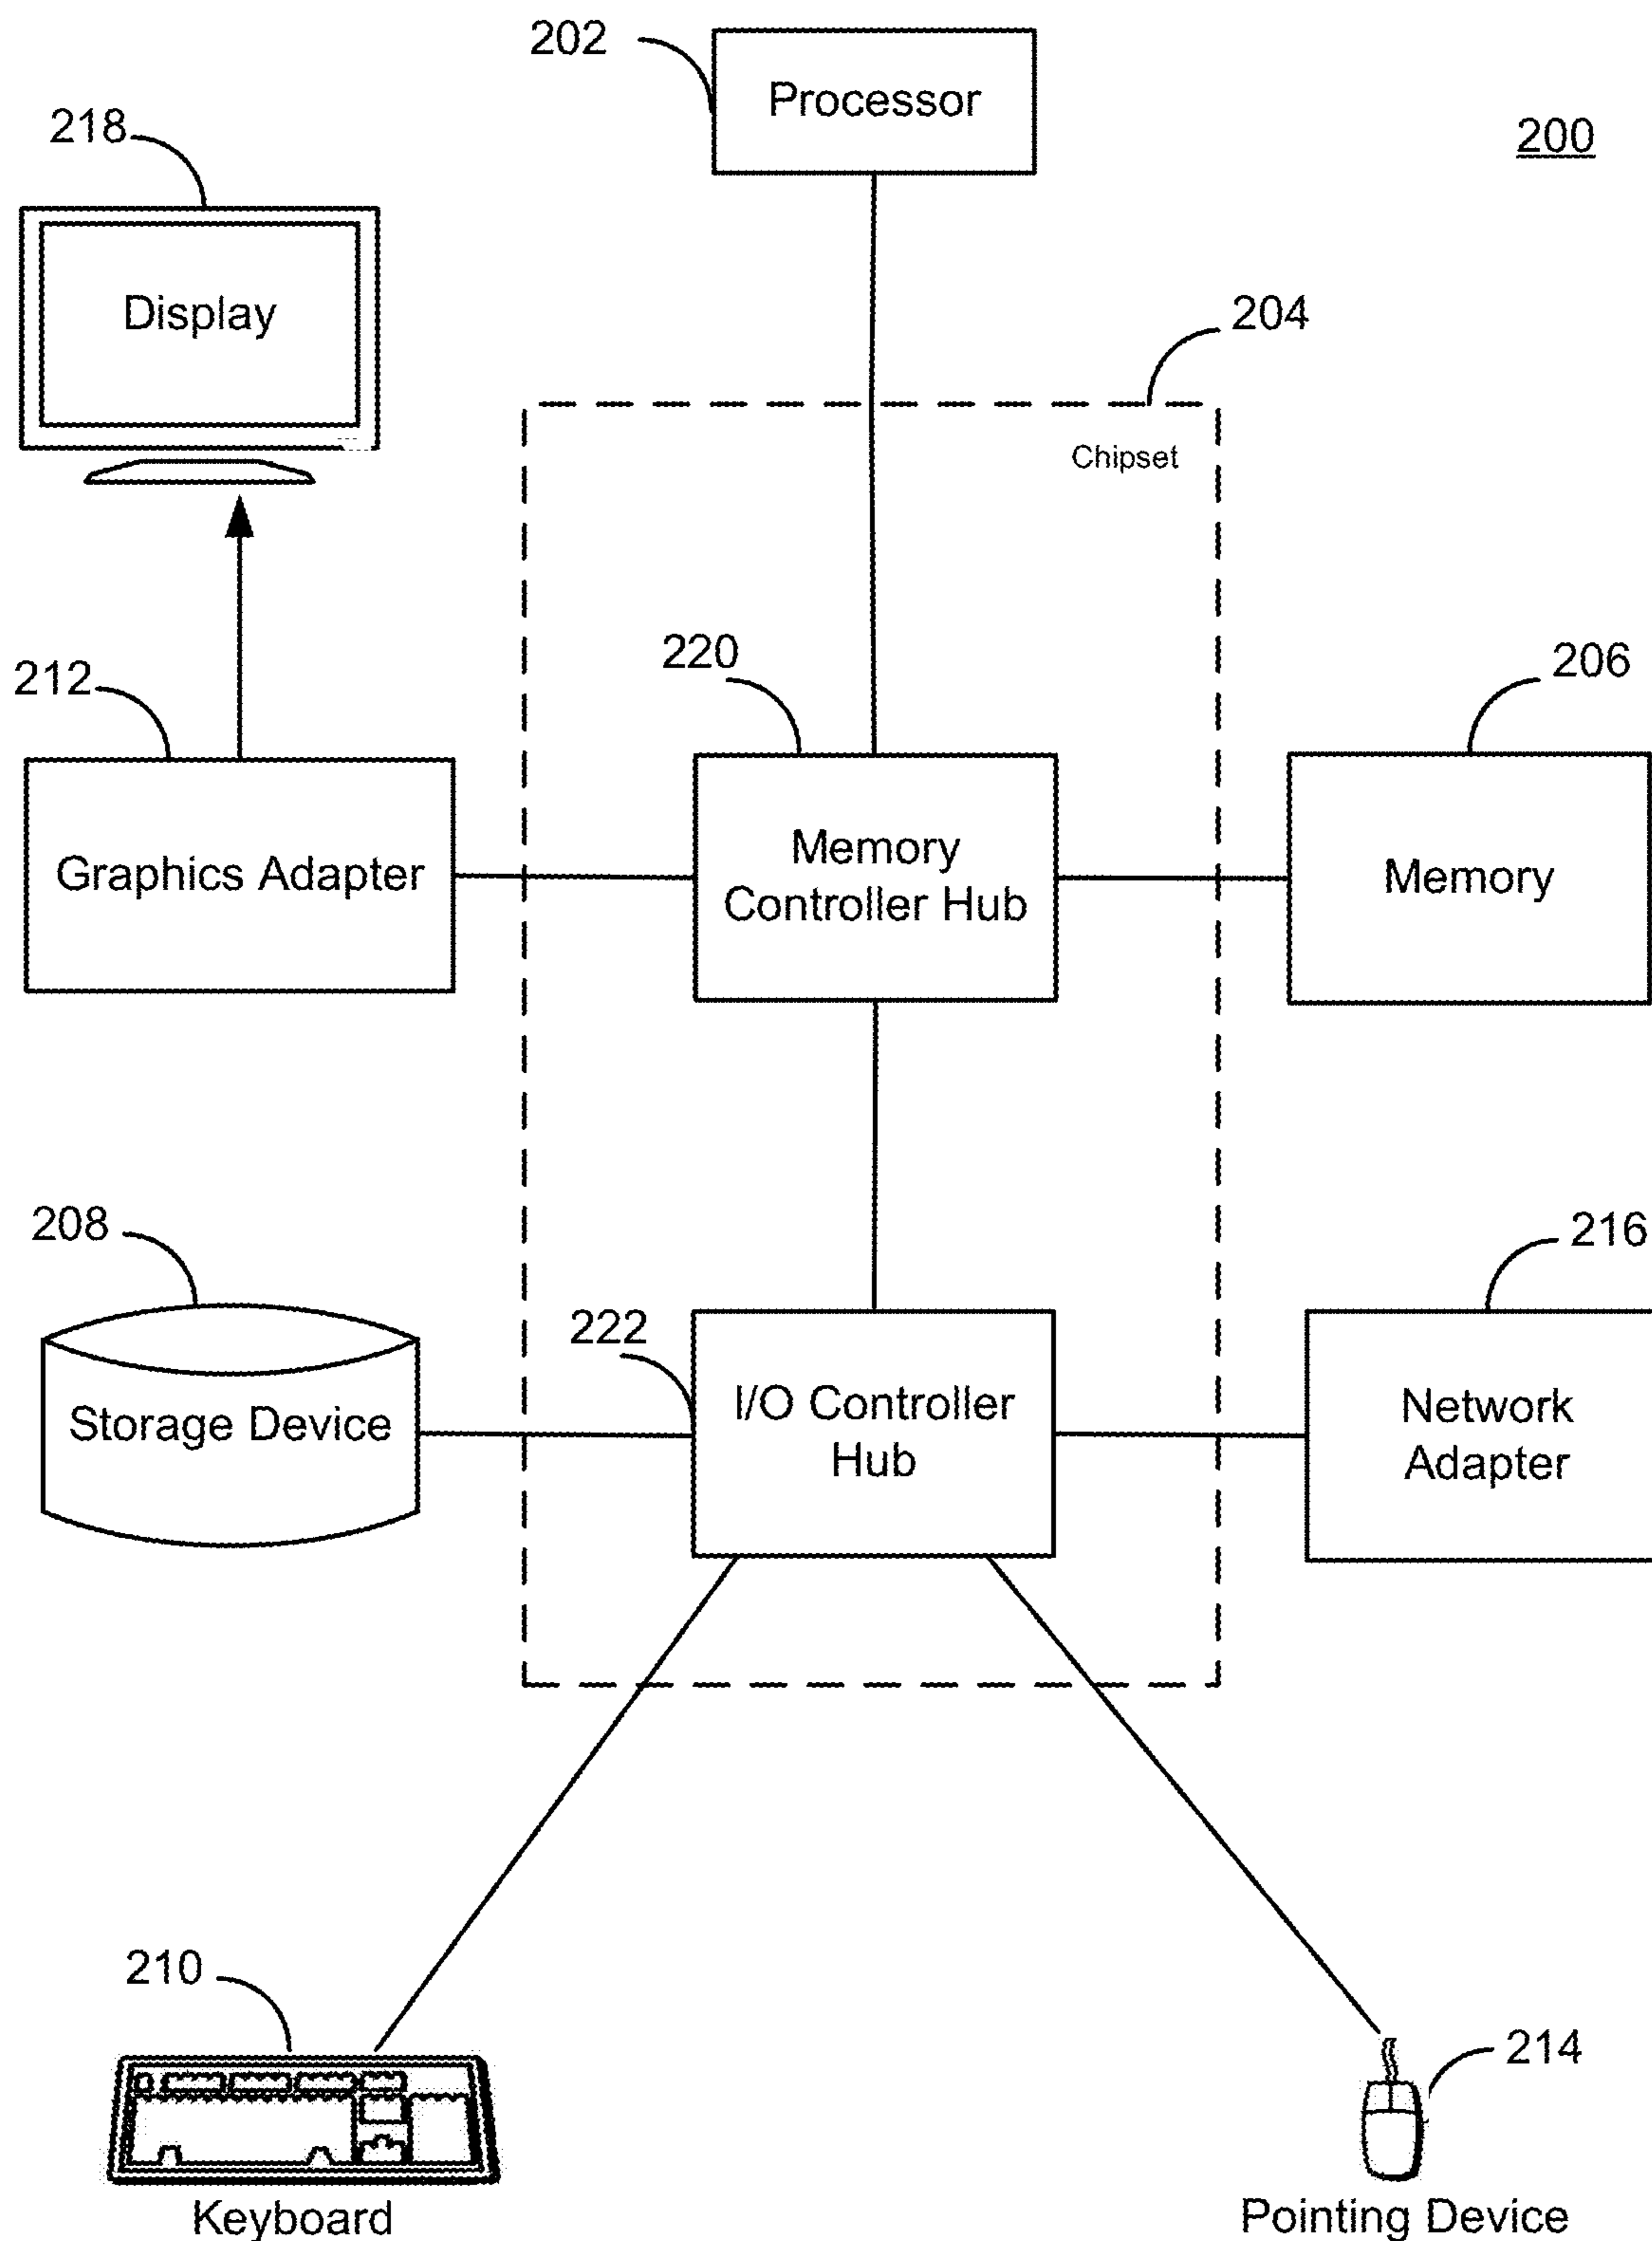 202
Processor
200
218
Display
204
Chipset
212
220
206
Graphics Adapter
Memory
Controller Hub
Memory
208
222
216
Storage Device
I/O Controller
Hub
Network
Adapter
210
214
Keyboard
Pointing Device